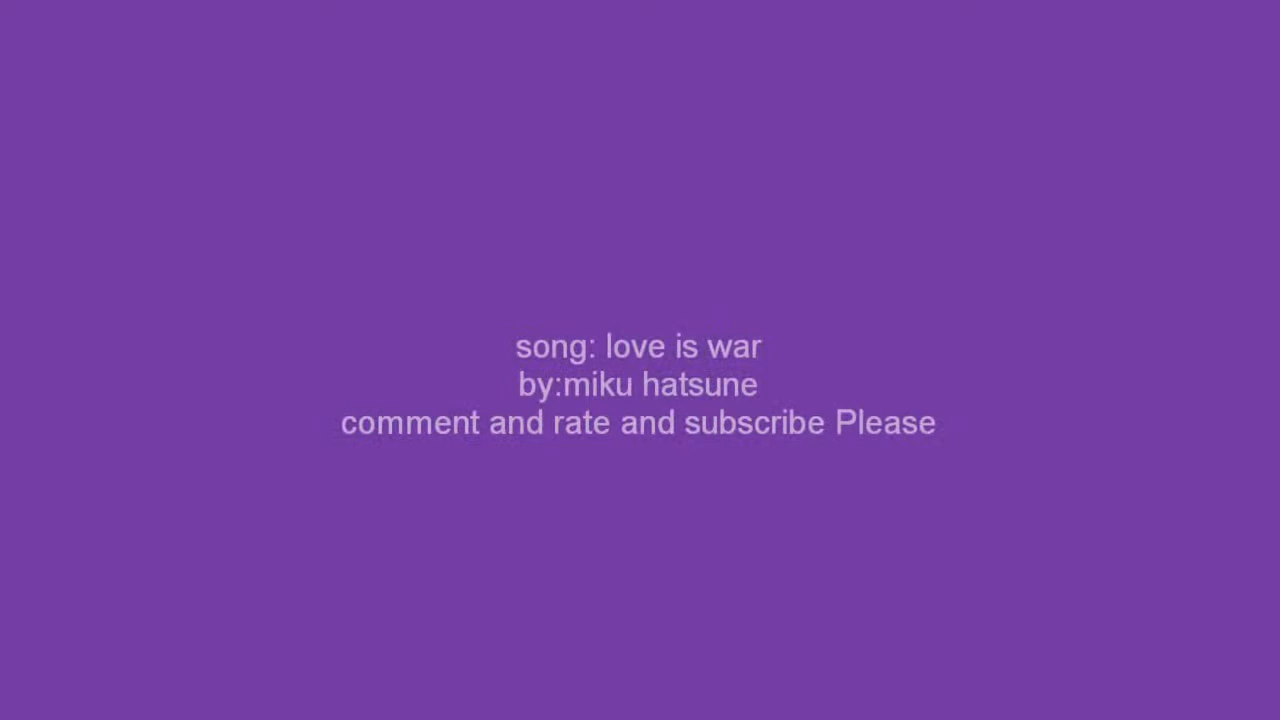 song: love is war
by:miku hatsune
comment and rate and subscribe Please